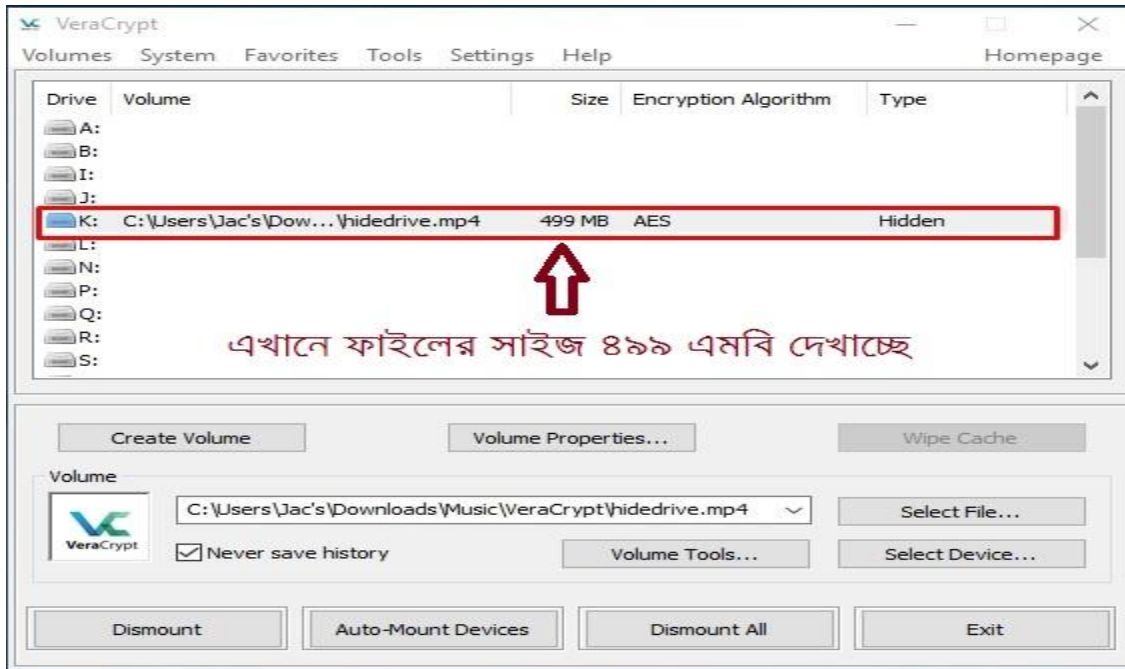 VeraCrypt
Volumes System Favorites Tools Settings Help Homepage
Drive Volume Size Encryption Algorithm Type
A:
B:
I:
J:
K: C:\Users\Jac's\Dow...\hidedrive.mp4 499 MB AES Hidden
L:
N:
P:
Q:
R:
S:
এখানে ফাইলের সাইজ ৪৯৯ এমবি দেখাচ্ছে
Create Volume Volume Properties... Wipe Cache
Volume
C:\Users\Jac's\Downloads\Music\VeraCrypt\hidedrive.mp4 Select File...
VeraCrypt
Never save history Volume Tools... Select Device...
Dismount Auto-Mount Devices Dismount All Exit